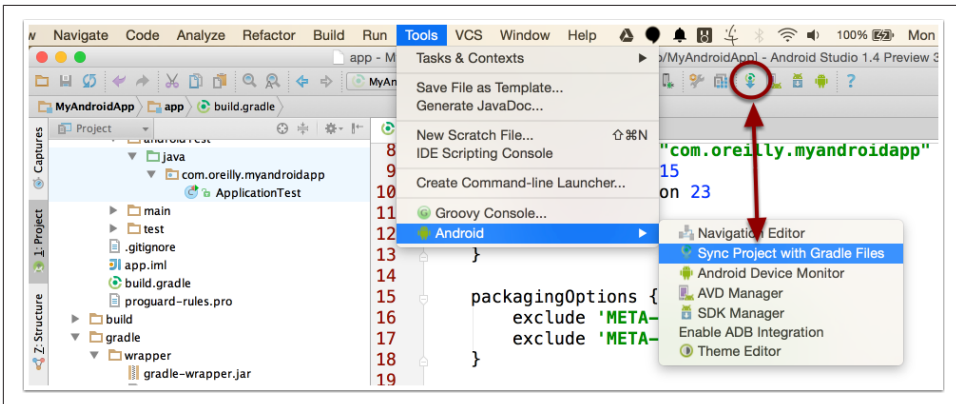 Navigate Code Analyze Refactor Build Run Tools VCS Window Help 100% Mon
app - M
/MyAndroidApp] - Android Studio 1.4 Preview 3
Tasks & Contexts
Save File as Template...
Generate JavaDoc...
New Scratch File... ⇧⌘N
IDE Scripting Console
Create Command-line Launcher...
Groovy Console...
Android
Navigation Editor
Sync Project with Gradle Files
Android Device Monitor
AVD Manager
SDK Manager
Enable ADB Integration
Theme Editor
MyAn
MyAndroidApp app build.gradle
Project
Captures
1: Project
Z: Structure
androidTest
java
com.oreilly.myandroidapp
ApplicationTest
main
test
.gitignore
app.iml
build.gradle
proguard-rules.pro
build
gradle
wrapper
gradle-wrapper.jar
8 "com.oreilly.myandroidapp"
9 15
10 on 23
11
12
13 }
14
15 packagingOptions {
16 exclude 'META-
17 exclude 'META-
18 }
19